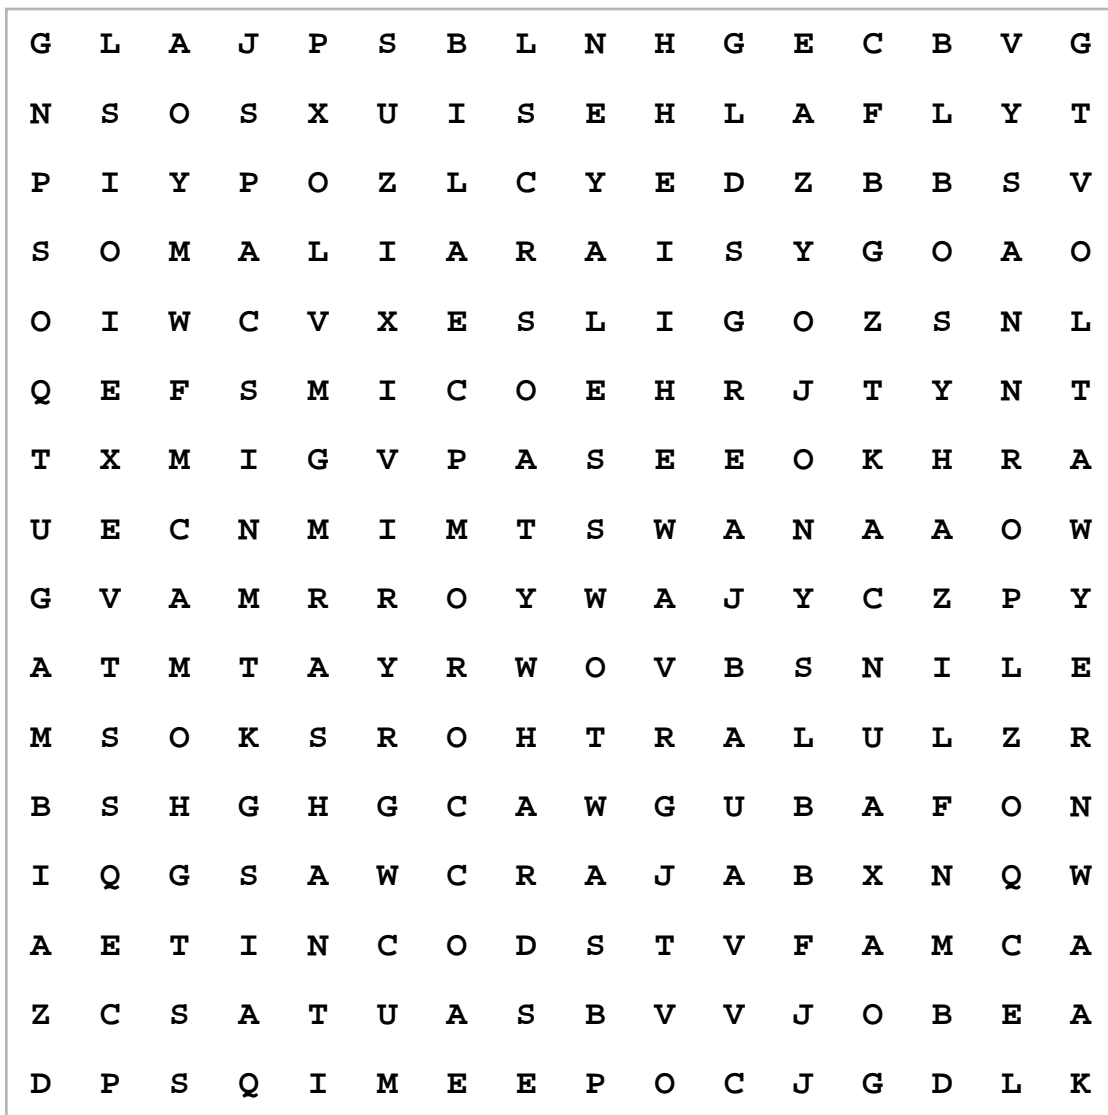 G L A J P S B L N H G E C B V G
N S O S X U I S E H L A F L Y T
P I Y P O Z L C Y E D Z B B S V
S O M A L I A R A I S Y G O A O
O I W C V X E S L I G O Z S N L
Q E F S M I C O E H R J T Y N T
T X M I G V P A S E E O K H R A
U E C N M I M T S W A N A A O W
G V A M R R O Y W A J Y C Z P Y
A T M T A Y R W O V B S N I L E
M S O K S R O H T R A L U L Z R
B S H G H G C A W G U B A F O N
I Q G S A W C R A J A B X N Q W
A E T I N C O D S T V F A M C A
Z C S A T U A S B V V J O B E A
D P S Q I M E E P O C J G D L K